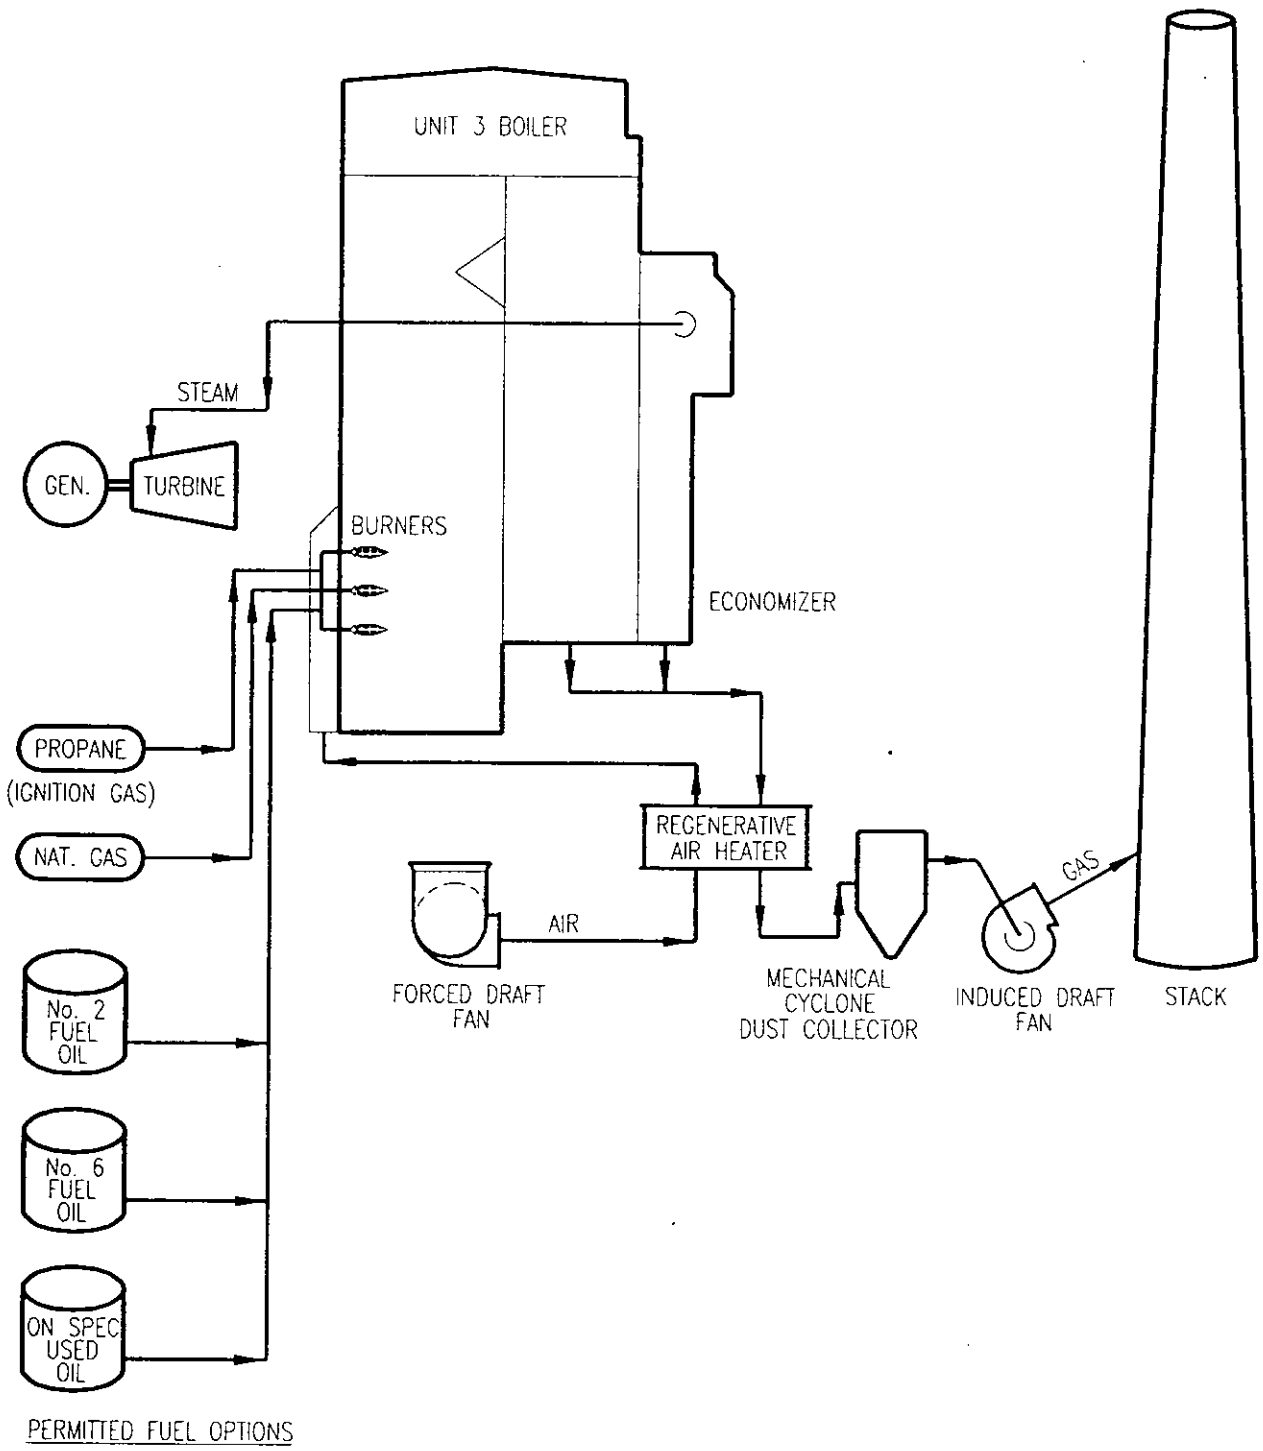 UNIT 3 BOILER
STEAM
GEN.
TURBINE
BURNERS
ECONOMIZER
PROPANE
(IGNITION GAS)
NAT. GAS
REGENERATIVE
AIR HEATER
GAS
AIR
FORCED DRAFT
FAN
MECHANICAL
CYCLONE
DUST COLLECTOR
INDUCED DRAFT
FAN
STACK
No. 2
FUEL
OIL
No. 6
FUEL
OIL
ON SPEC
USED
OIL
PERMITTED FUEL OPTIONS